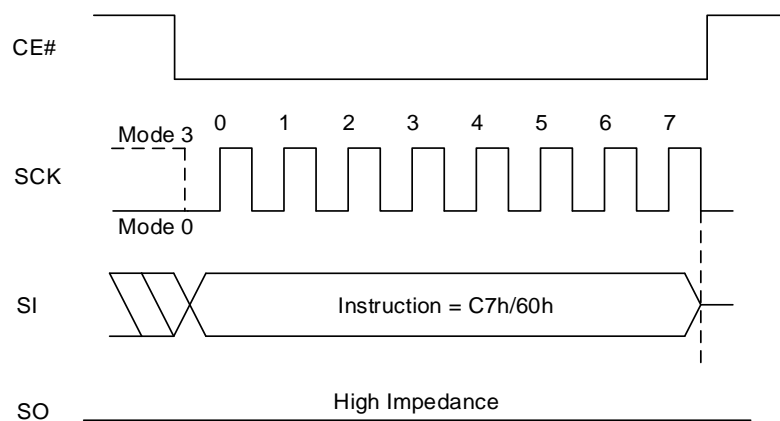 CE#
0 1 2 3 4 5 6 7
Mode 3
SCK
Mode 0
SI
Instruction = C7h/60h
High Impedance
SO